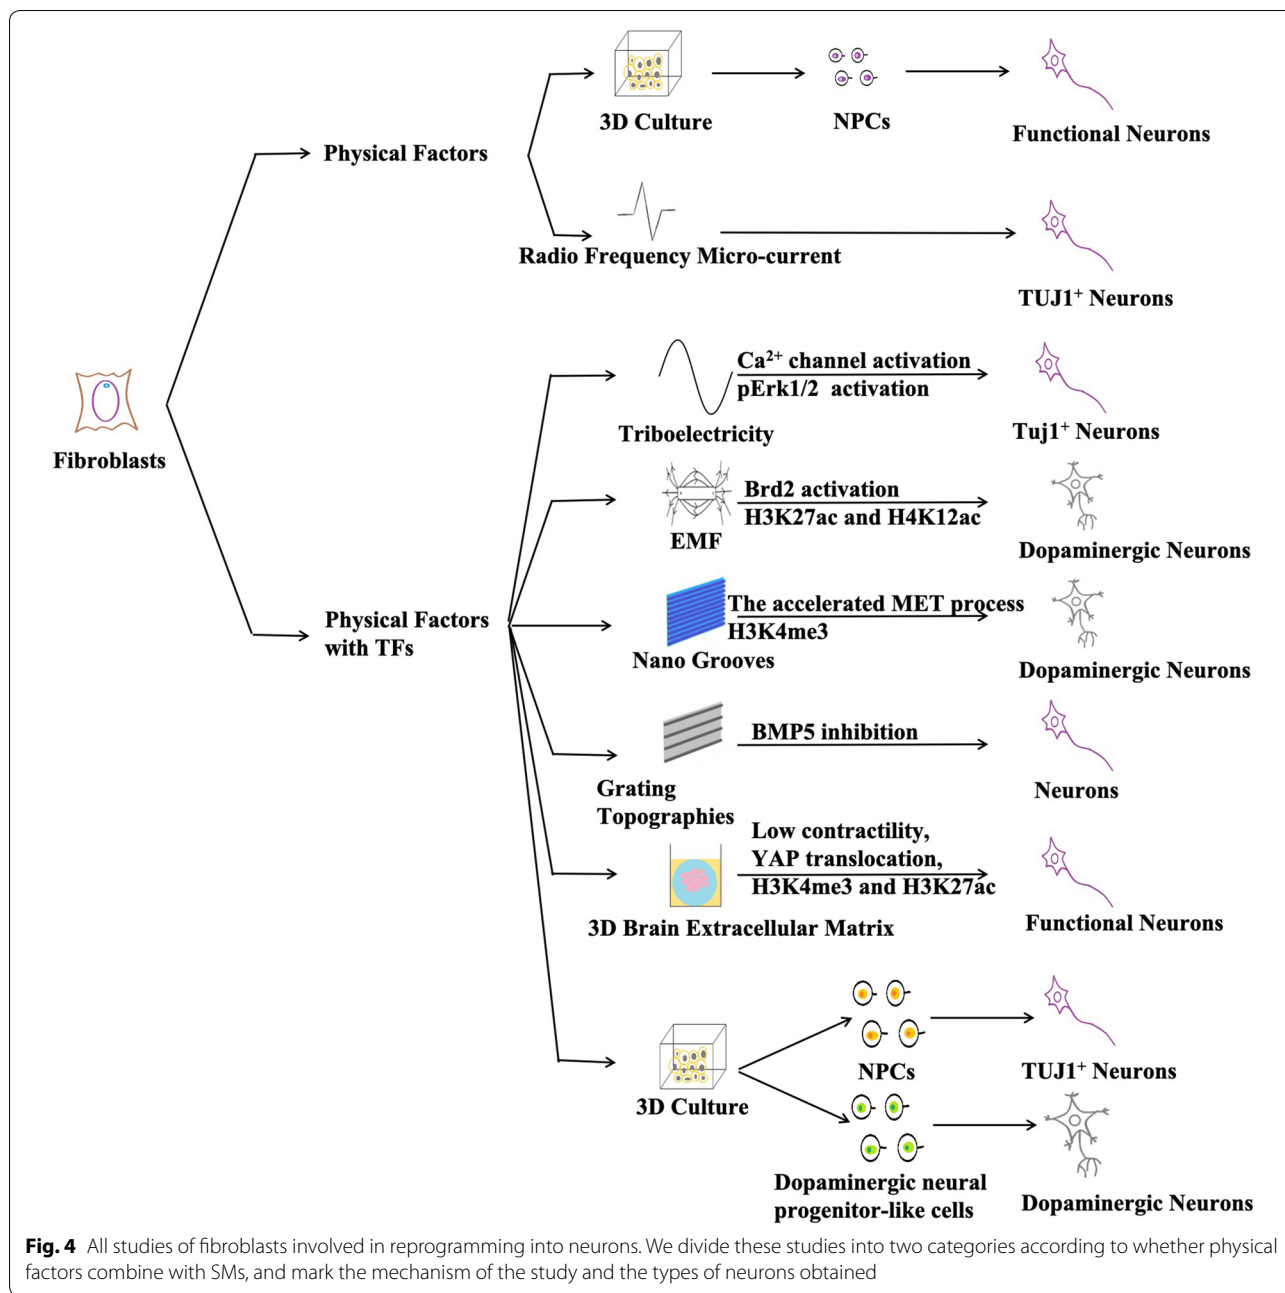 3D Culture
NPCs
Functional Neurons
Physical Factors
Radio Frequency Micro-current
TUJ1⁺ Neurons
Fibroblasts
Ca²⁺ channel activation
pErk1/2 activation
Triboelectricity
Tuj1⁺ Neurons
Brd2 activation
H3K27ac and H4K12ac
EMF
Dopaminergic Neurons
Physical Factors
with TFs
The accelerated MET process
H3K4me3
Nano Grooves
Dopaminergic Neurons
BMP5 inhibition
Grating
Topographies
Neurons
Low contractility,
YAP translocation,
H3K4me3 and H3K27ac
3D Brain Extracellular Matrix
Functional Neurons
3D Culture
NPCs
TUJ1⁺ Neurons
Dopaminergic neural
progenitor-like cells
Dopaminergic Neurons
Fig. 4 All studies of fibroblasts involved in reprogramming into neurons. We divide these studies into two categories according to whether physical
factors combine with SMs, and mark the mechanism of the study and the types of neurons obtained